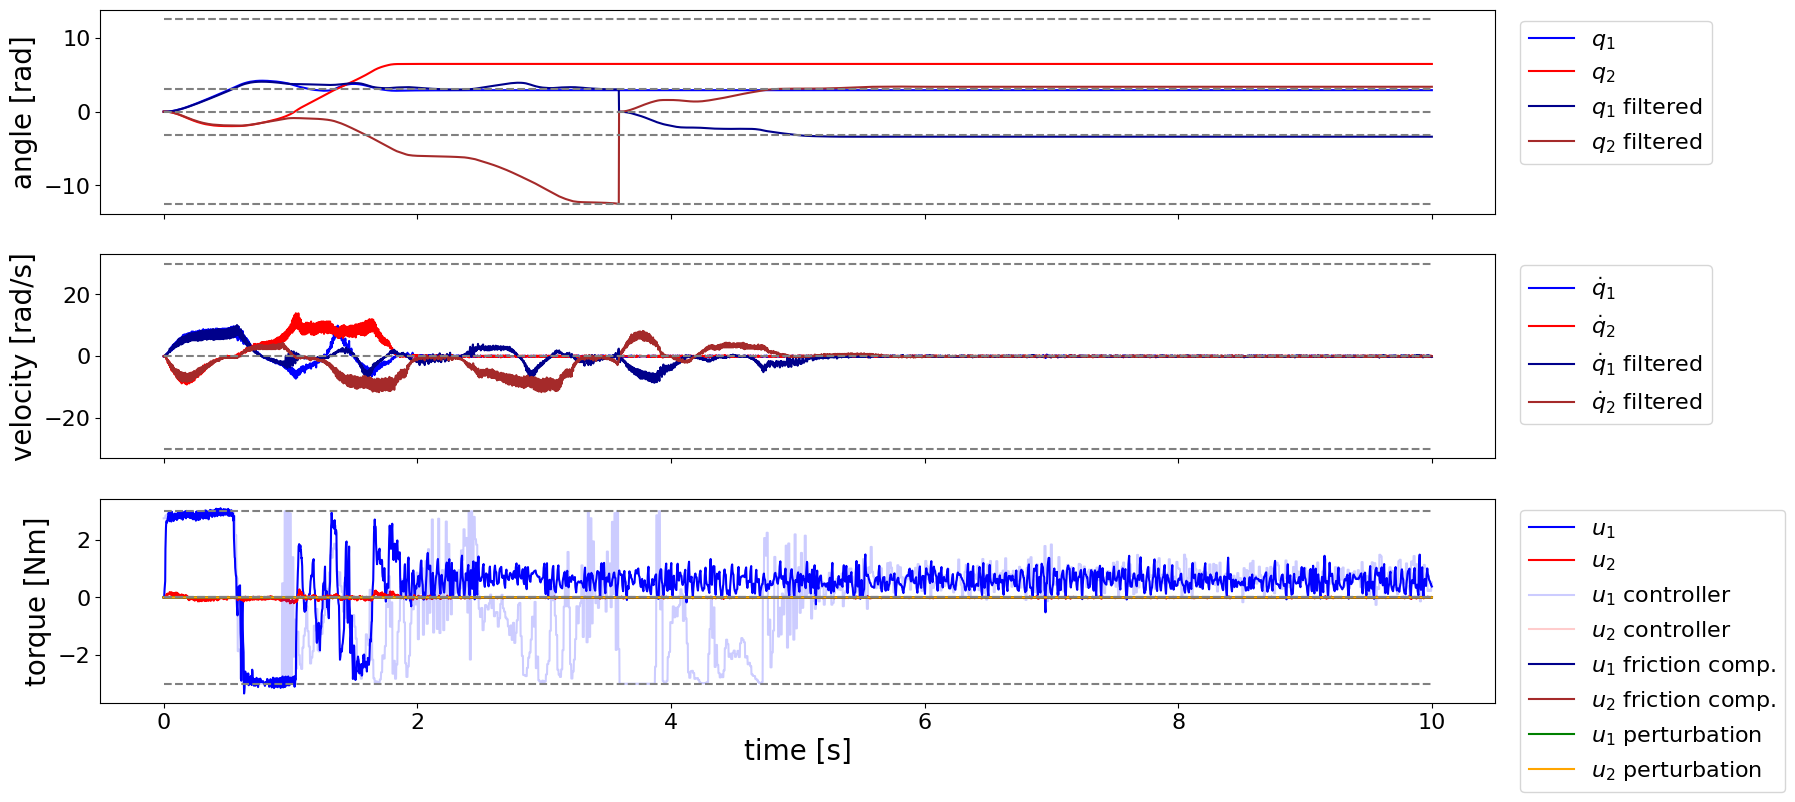 angle [rad]
10
0
−10
q₁
q₂
q₁ filtered
q₂ filtered
velocity [rad/s]
20
0
−20
q̇₁
q̇₂
q̇₁ filtered
q̇₂ filtered
torque [Nm]
2
0
−2
0 2 4 6 8 10
time [s]
u₁
u₂
u₁ controller
u₂ controller
u₁ friction comp.
u₂ friction comp.
u₁ perturbation
u₂ perturbation